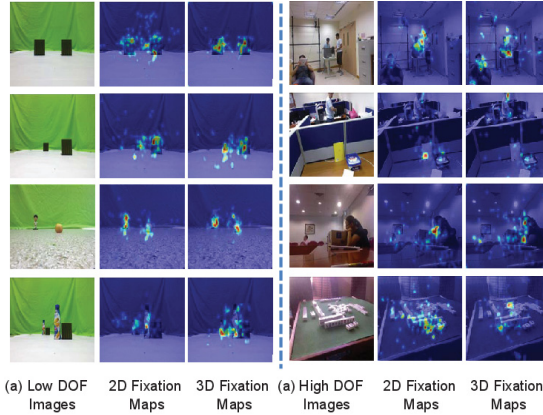 (a) Low DOF Images
2D Fixation Maps
3D Fixation Maps
(a) High DOF Images
2D Fixation Maps
3D Fixation Maps